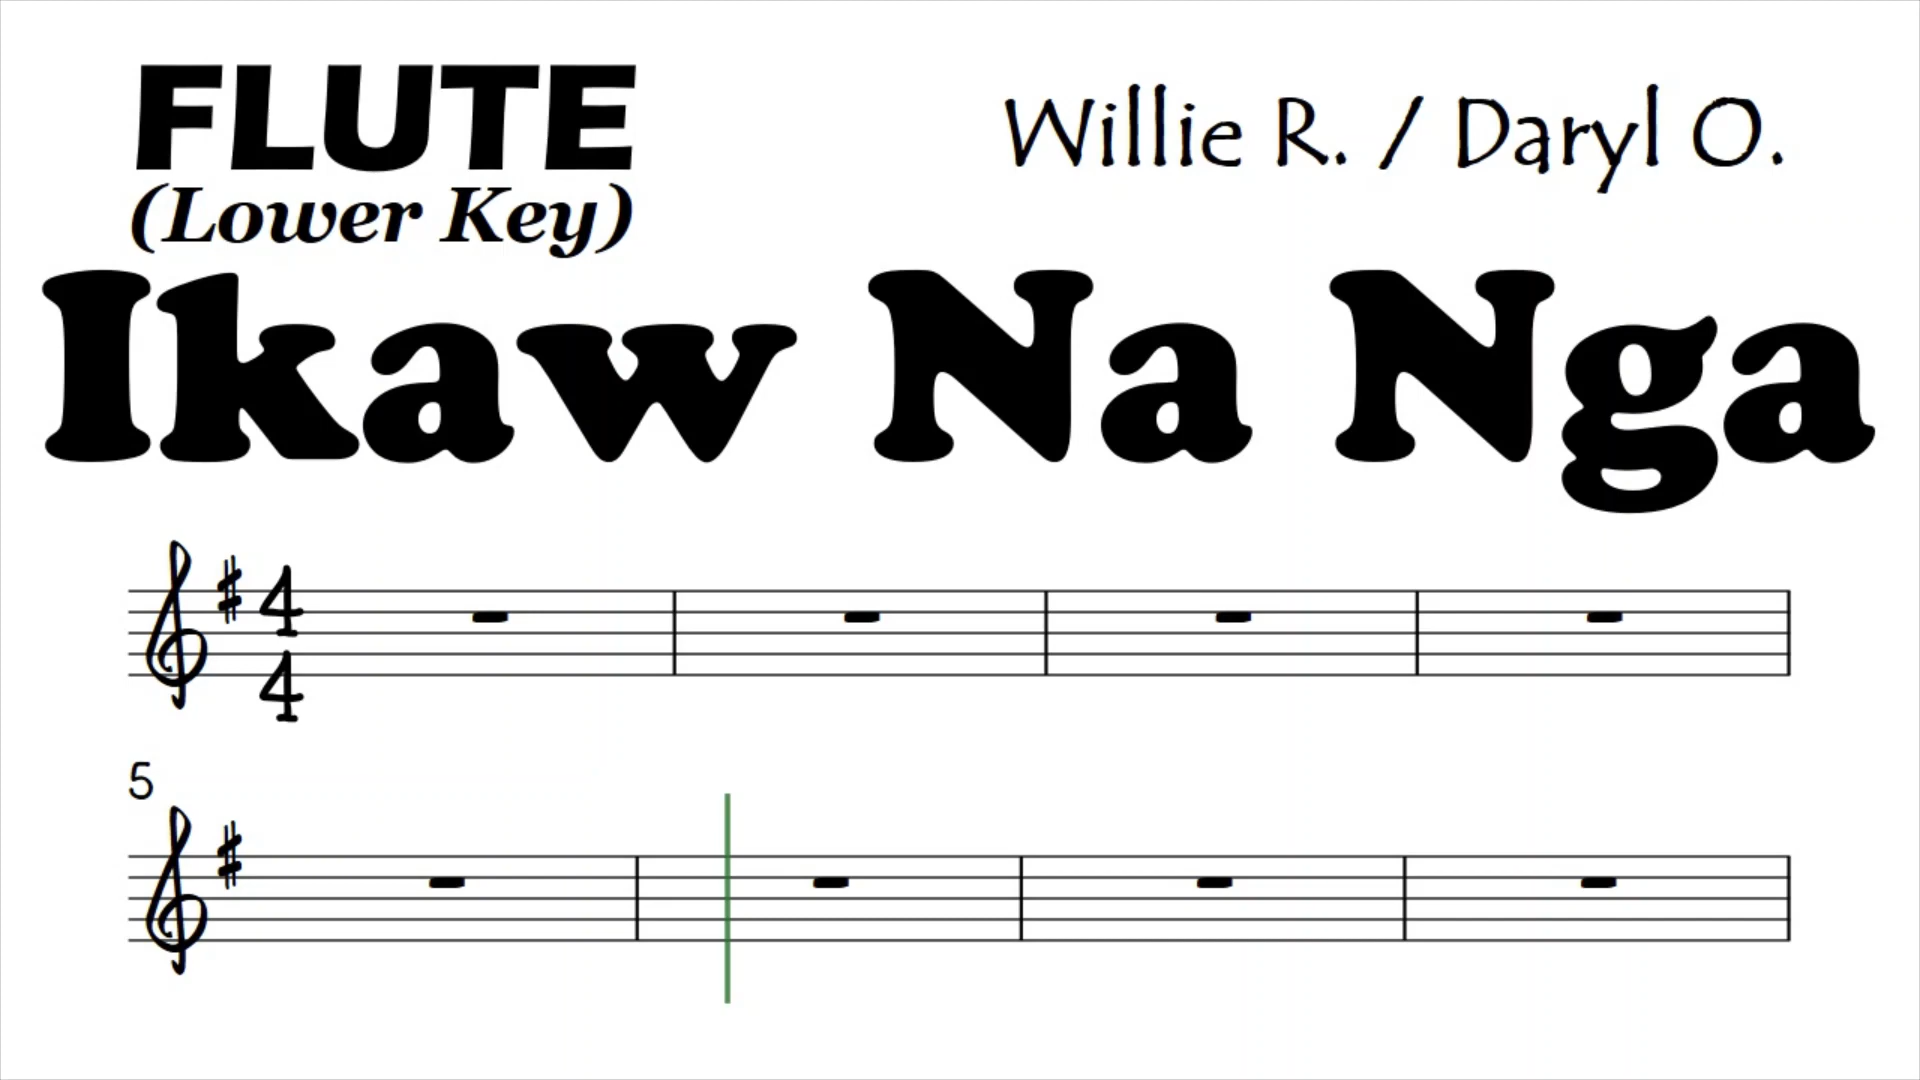 FLUTE
Willie R. / Daryl O.
(Lower Key)
Ikaw Na Nga
4
4
5